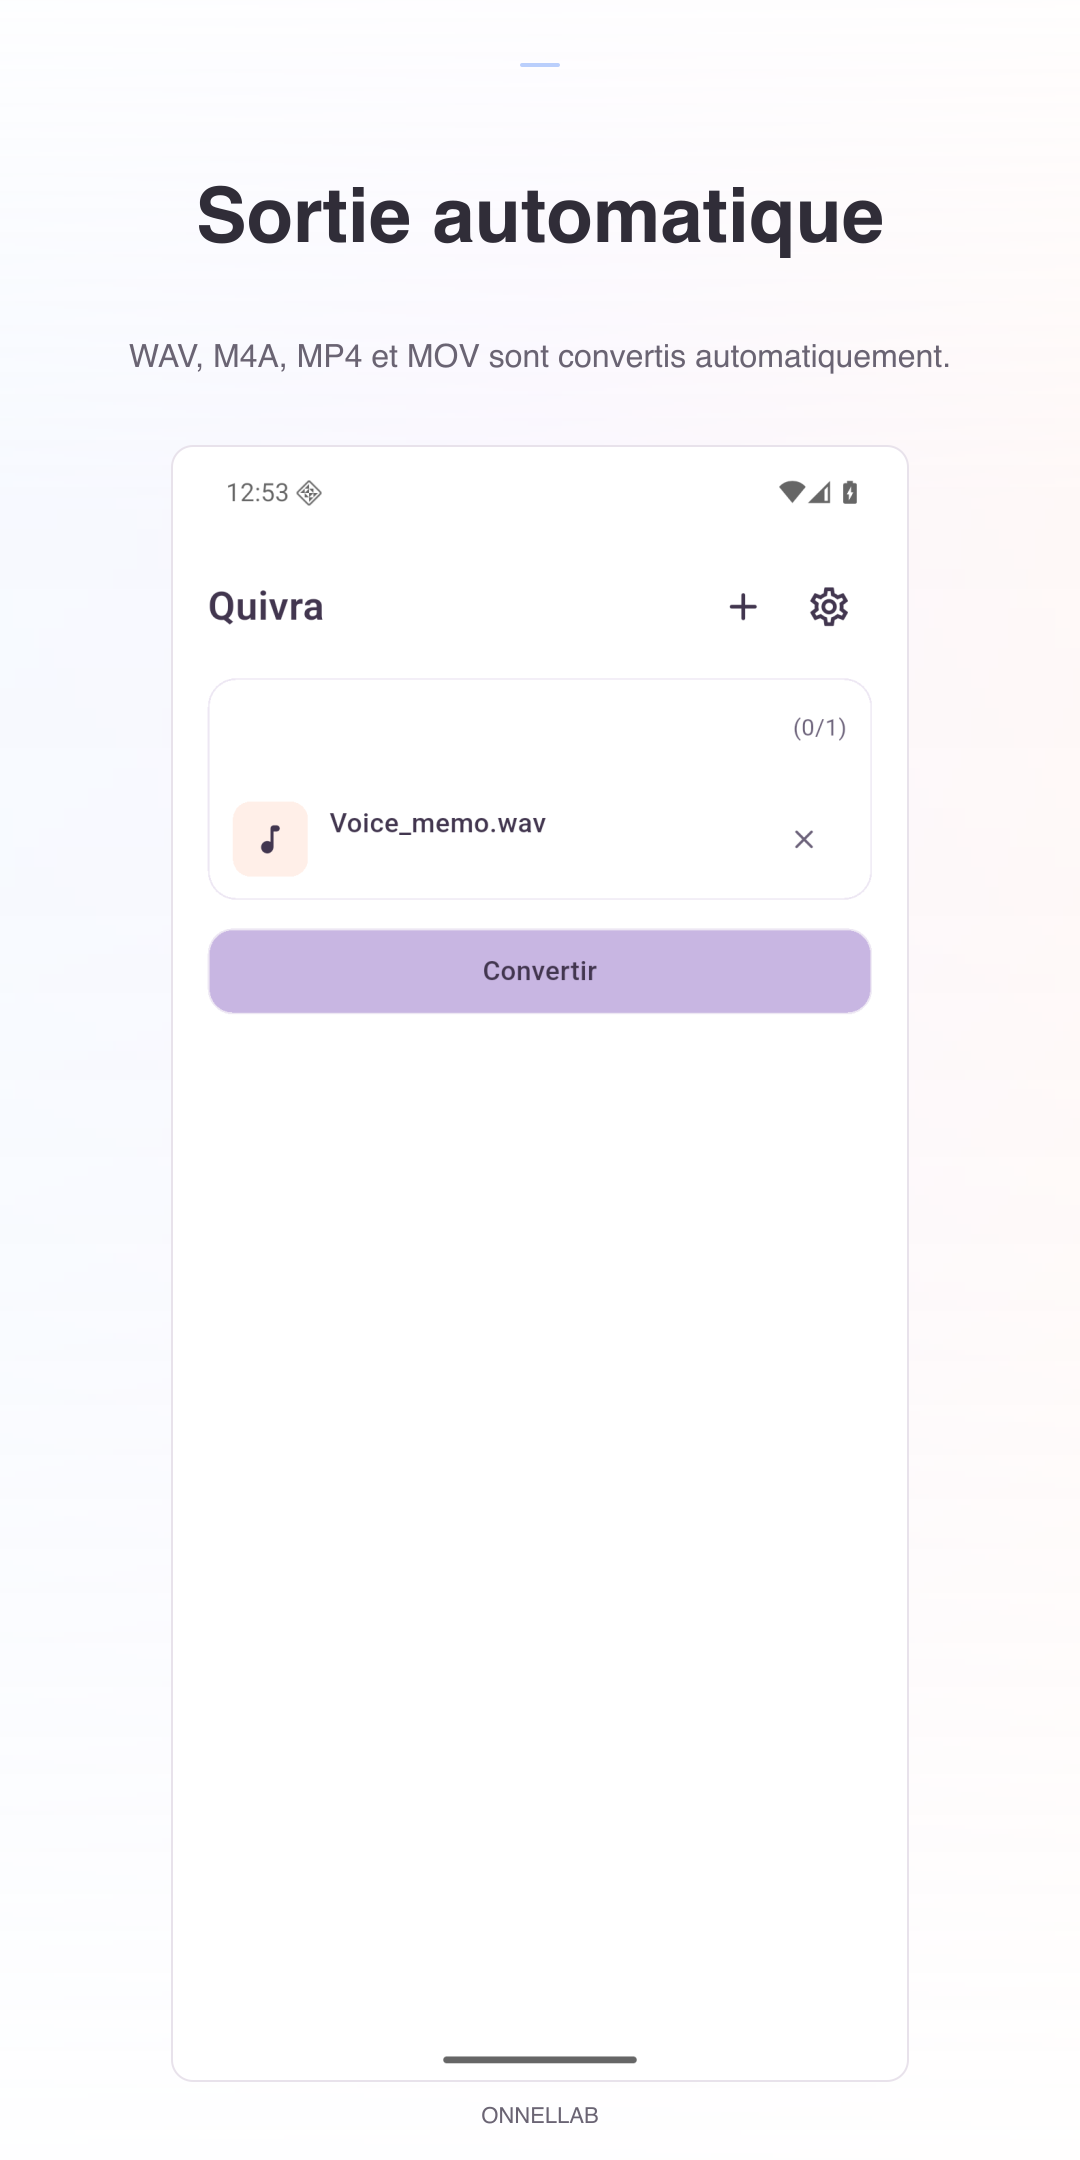 Sortie automatique
WAV, M4A, MP4 et MOV sont convertis automatiquement.
12:53
Quivra
(0/1)
Voice_memo.wav
Convertir
ONNELLAB